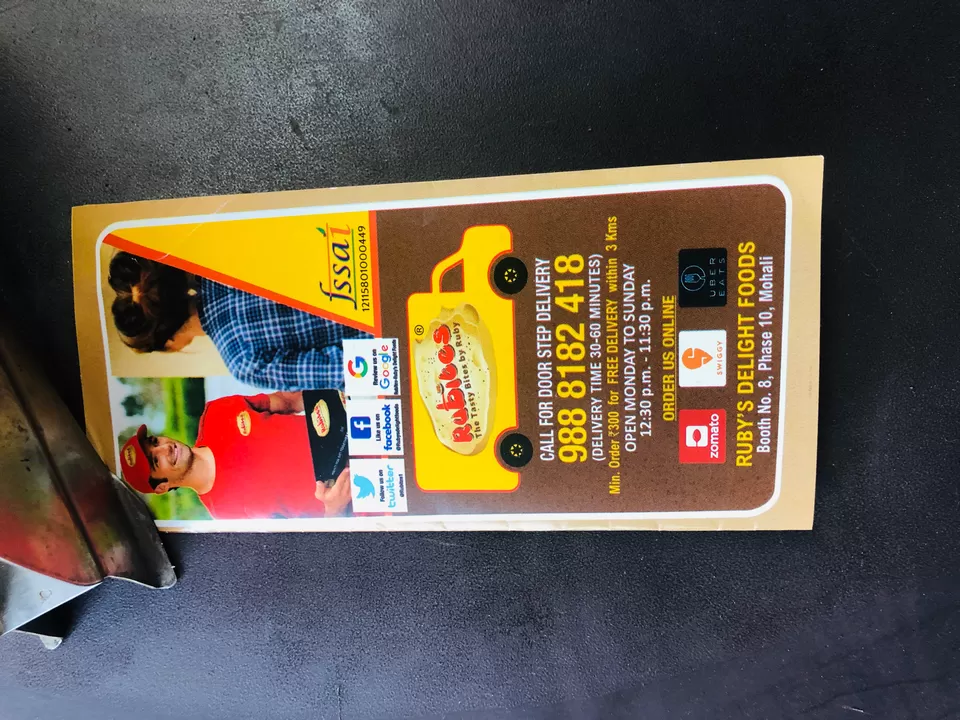 fssai
12115801000449
Follow us on
twitter
Like us on
facebook
Review us on
Google
Rubites
The Tasty Bites by Ruby
®
CALL FOR DOOR STEP DELIVERY
988 8182 418
(DELIVERY TIME 30-60 MINUTES)
Min. Order ₹300 for FREE DELIVERY within 3 Kms
OPEN MONDAY TO SUNDAY
12:30 p.m. - 11:30 p.m.
ORDER US ONLINE
zomato
SWIGGY
UBER
EATS
RUBY'S DELIGHT FOODS
Booth No. 8, Phase 10, Mohali